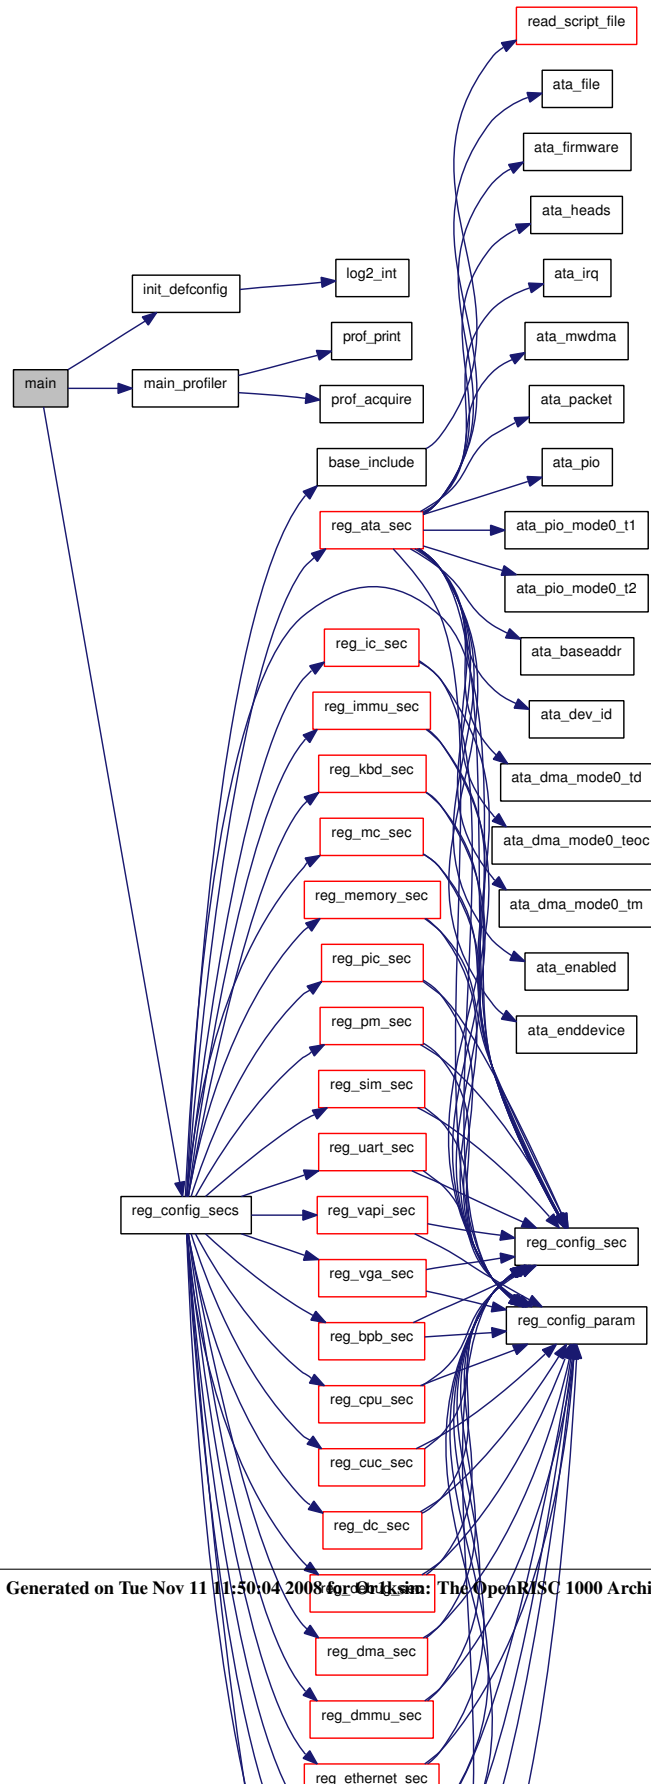 read_script_file
ata_file
ata_firmware
ata_heads
ata_irq
ata_mwdma
ata_packet
ata_pio
ata_pio_mode0_t1
ata_pio_mode0_t2
ata_baseaddr
ata_dev_id
ata_dma_mode0_td
ata_dma_mode0_teoc
ata_dma_mode0_tm
ata_enabled
ata_enddevice
init_defconfig
log2_int
prof_print
main
main_profiler
prof_acquire
base_include
reg_ata_sec
reg_ic_sec
reg_immu_sec
reg_kbd_sec
reg_mc_sec
reg_memory_sec
reg_pic_sec
reg_pm_sec
reg_sim_sec
reg_uart_sec
reg_config_secs
reg_vapi_sec
reg_config_sec
reg_vga_sec
reg_config_param
reg_bpb_sec
reg_cpu_sec
reg_cuc_sec
reg_dc_sec
Generated on Tue Nov 11 11:50:04 2008 for Or1ksim: The OpenRISC 1000 Archi
reg_debug_sec
reg_dma_sec
reg_dmmu_sec
reg_ethernet_sec